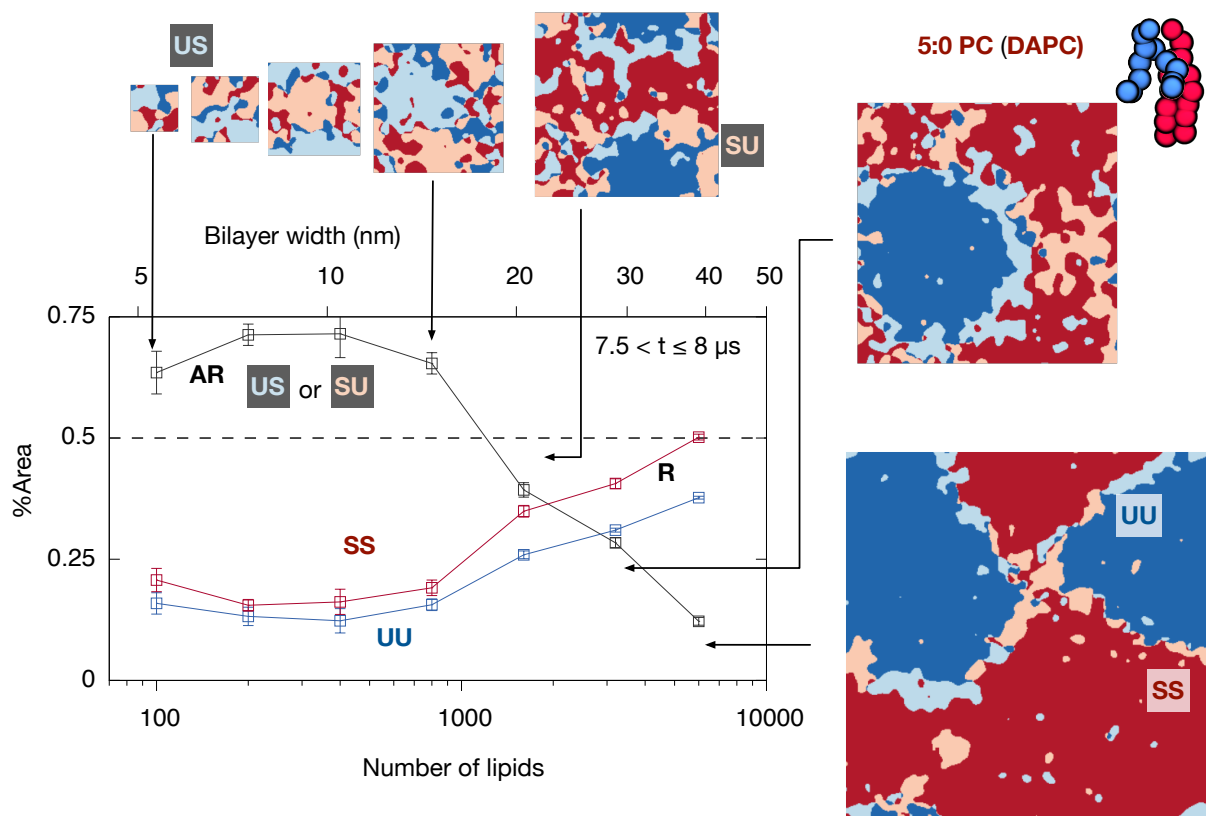 US
SU
5:0 PC (DAPC)
Bilayer width (nm)
5 10 20 30 40 50
0.75
7.5 < t ≤ 8 μs
AR
US or SU
0.5
R
%Area
SS
0.25
UU
0
100 1000 10000
Number of lipids
UU
SS